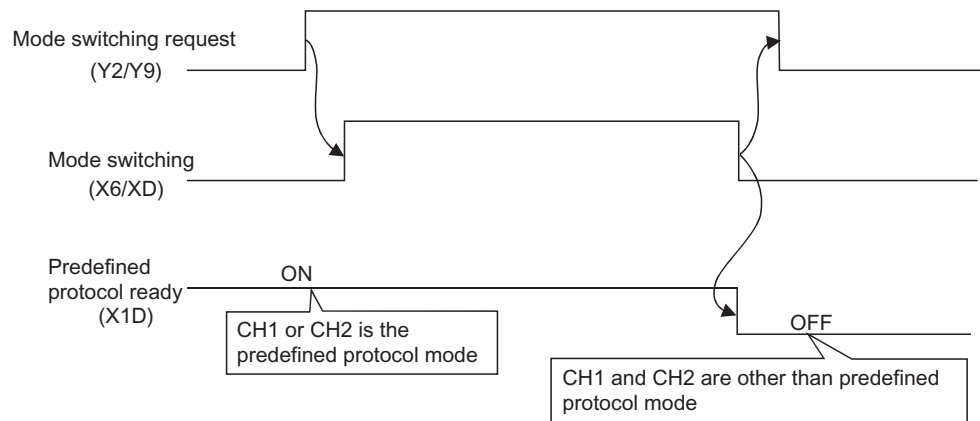 Mode switching request
(Y2/Y9)
Mode switching
(X6/XD)
Predefined
protocol ready
(X1D)
ON
CH1 or CH2 is the
predefined protocol mode
OFF
CH1 and CH2 are other than predefined
protocol mode